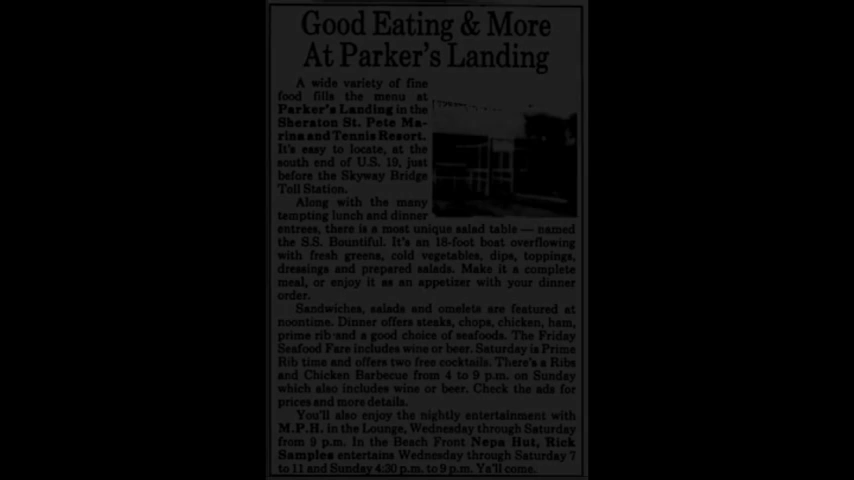 Good Eating & More
At Parker's Landing
A wide variety of fine
food fills the menu at
Parker's Landing in the
Sheraton St. Pete Ma-
rina and Tennis Resort.
It's easy to locate, at the
south end of U.S. 19, just
before the Skyway Bridge
Toll Station.
Along with the many
tempting lunch and dinner
entrees, there is a most unique salad table — named
the S.S. Bountiful. It's an 18-foot boat overflowing
with fresh greens, cold vegetables, dips, toppings,
dressings and prepared salads. Make it a complete
meal, or enjoy it as an appetizer with your dinner
order.
Sandwiches, salads and omelets are featured at
noontime. Dinner offers steaks, chops, chicken, ham,
prime rib and a good choice of seafoods. The Friday
Seafood Fare includes wine or beer. Saturday is Prime
Rib time and offers two free cocktails. There's a Ribs
and Chicken Barbecue from 4 to 9 p.m. on Sunday
which also includes wine or beer. Check the ads for
prices and more details.
You'll also enjoy the nightly entertainment with
M.P.H. in the Lounge, Wednesday through Saturday
from 9 p.m. In the Beach Front Nepa Hut, Rick
Samples entertains Wednesday through Saturday 7
to 11 and Sunday 4:30 p.m. to 9 p.m. Ya'll come.